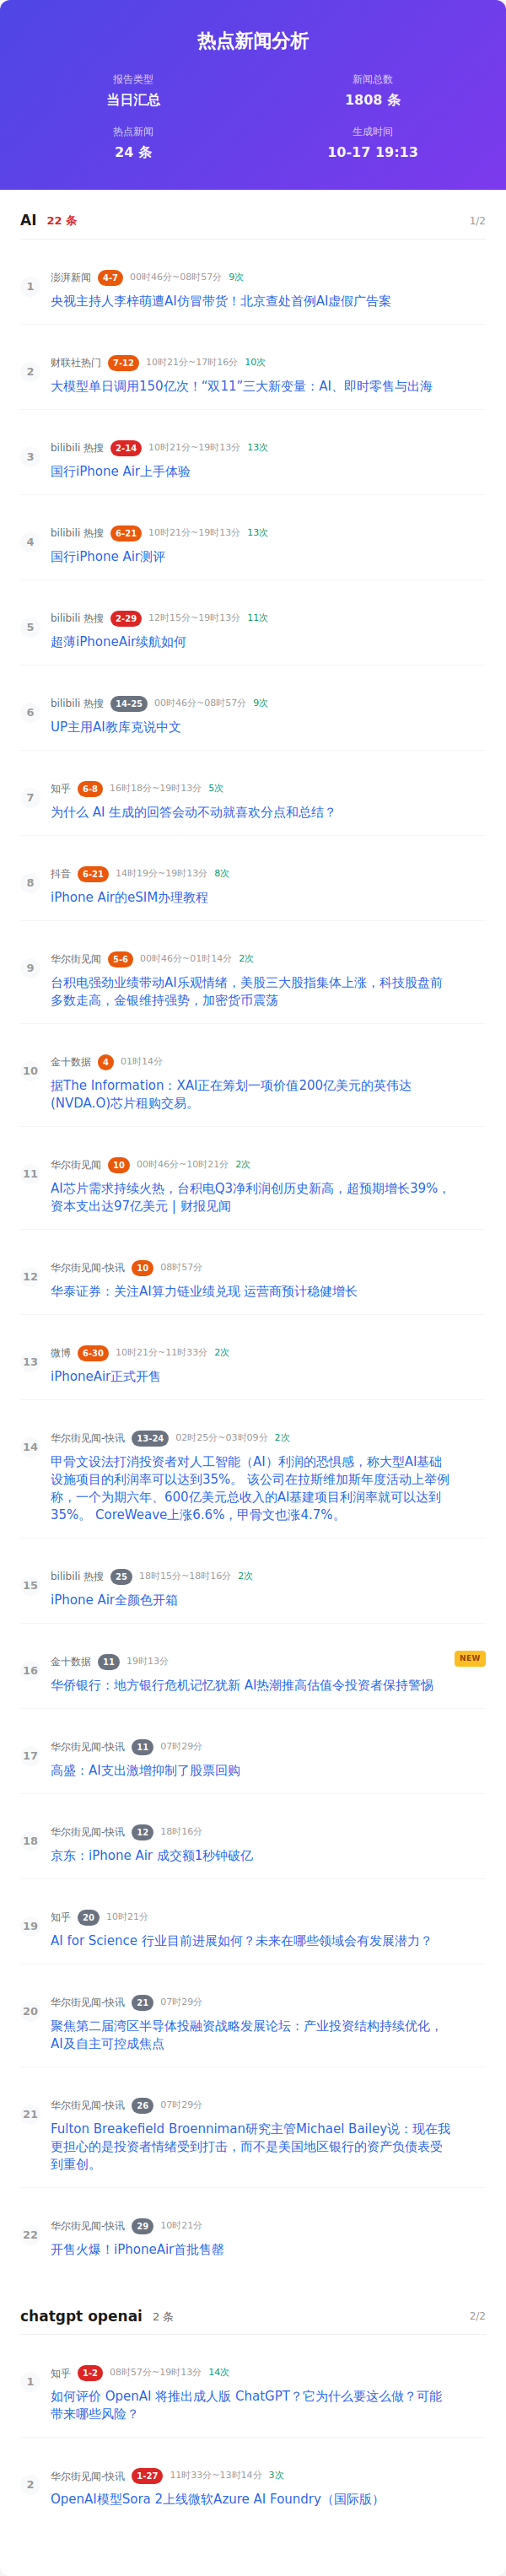 热点新闻分析
报告类型
当日汇总
新闻总数
1808 条
热点新闻
24 条
生成时间
10-17 19:13
AI 22 条 1/2
1
澎湃新闻 4-7 00时46分~08时57分 9次
央视主持人李梓萌遭AI仿冒带货！北京查处首例AI虚假广告案
2
财联社热门 7-12 10时21分~17时16分 10次
大模型单日调用150亿次！“双11”三大新变量：AI、即时零售与出海
3
bilibili 热搜 2-14 10时21分~19时13分 13次
国行iPhone Air上手体验
4
bilibili 热搜 6-21 10时21分~19时13分 13次
国行iPhone Air测评
5
bilibili 热搜 2-29 12时15分~19时13分 11次
超薄iPhoneAir续航如何
6
bilibili 热搜 14-25 00时46分~08时57分 9次
UP主用AI教库克说中文
7
知乎 6-8 16时18分~19时13分 5次
为什么 AI 生成的回答会动不动就喜欢分点和总结？
8
抖音 6-21 14时19分~19时13分 8次
iPhone Air的eSIM办理教程
9
华尔街见闻 5-6 00时46分~01时14分 2次
台积电强劲业绩带动AI乐观情绪，美股三大股指集体上涨，科技股盘前
多数走高，金银维持强势，加密货币震荡
10
金十数据 4 01时14分
据The Information：XAI正在筹划一项价值200亿美元的英伟达
(NVDA.O)芯片租购交易。
11
华尔街见闻 10 00时46分~10时21分 2次
AI芯片需求持续火热，台积电Q3净利润创历史新高，超预期增长39%，
资本支出达97亿美元 | 财报见闻
12
华尔街见闻-快讯 10 08时57分
华泰证券：关注AI算力链业绩兑现 运营商预计稳健增长
13
微博 6-30 10时21分~11时33分 2次
iPhoneAir正式开售
14
华尔街见闻-快讯 13-24 02时25分~03时09分 2次
甲骨文设法打消投资者对人工智能（AI）利润的恐惧感，称大型AI基础
设施项目的利润率可以达到35%。 该公司在拉斯维加斯年度活动上举例
称，一个为期六年、600亿美元总收入的AI基建项目利润率就可以达到
35%。 CoreWeave上涨6.6%，甲骨文也涨4.7%。
15
bilibili 热搜 25 18时15分~18时16分 2次
iPhone Air全颜色开箱
16
金十数据 11 19时13分 NEW
华侨银行：地方银行危机记忆犹新 AI热潮推高估值令投资者保持警惕
17
华尔街见闻-快讯 11 07时29分
高盛：AI支出激增抑制了股票回购
18
华尔街见闻-快讯 12 18时16分
京东：iPhone Air 成交额1秒钟破亿
19
知乎 20 10时21分
AI for Science 行业目前进展如何？未来在哪些领域会有发展潜力？
20
华尔街见闻-快讯 21 07时29分
聚焦第二届湾区半导体投融资战略发展论坛：产业投资结构持续优化，
AI及自主可控成焦点
21
华尔街见闻-快讯 26 07时29分
Fulton Breakefield Broenniman研究主管Michael Bailey说：现在我
更担心的是投资者情绪受到打击，而不是美国地区银行的资产负债表受
到重创。
22
华尔街见闻-快讯 29 10时21分
开售火爆！iPhoneAir首批售罄
chatgpt openai 2 条 2/2
1
知乎 1-2 08时57分~19时13分 14次
如何评价 OpenAI 将推出成人版 ChatGPT？它为什么要这么做？可能
带来哪些风险？
2
华尔街见闻-快讯 1-27 11时33分~13时14分 3次
OpenAI模型Sora 2上线微软Azure AI Foundry（国际版）